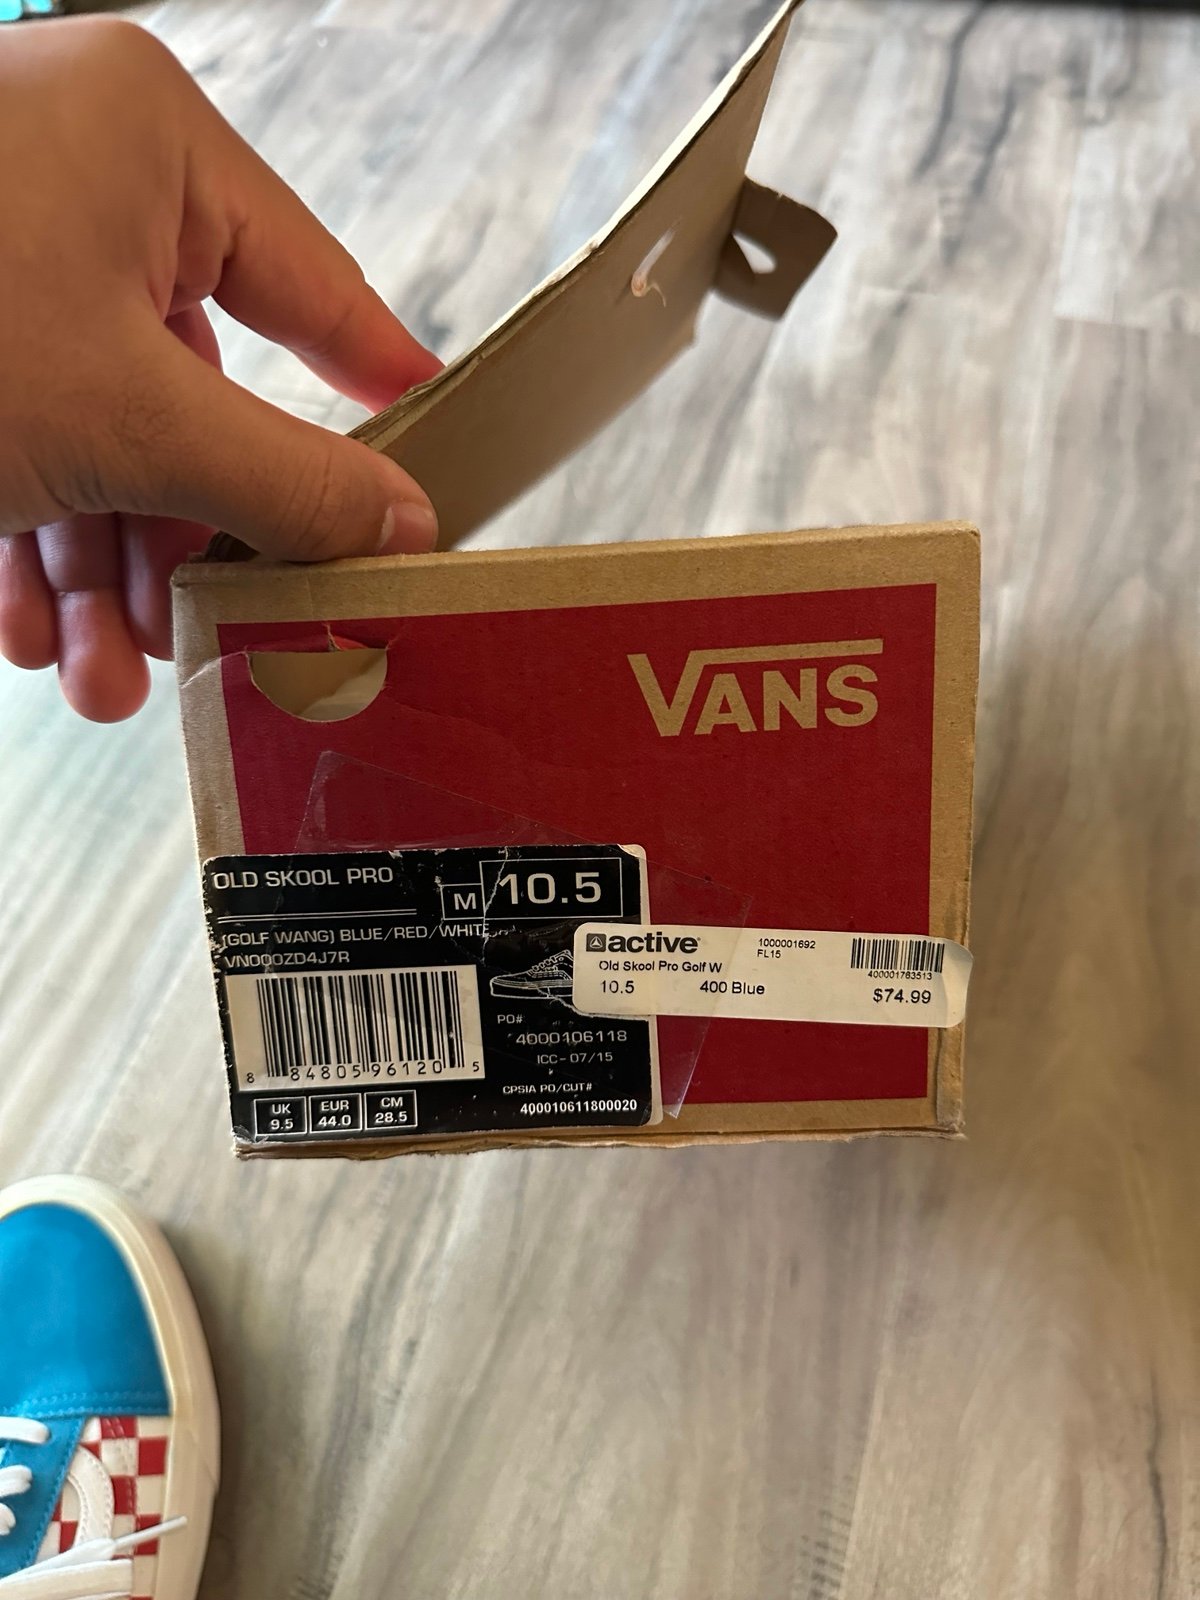 VANS
OLD SKOOL PRO
M 10.5
(GOLF WANG) BLUE/RED/WHITE
VN000ZD4J7R
8 84805 96120 5
PO#
4000106118
ICC-07/15
CPSIA PO/CUT#
400010611800020
UK 9.5
EUR 44.0
CM 28.5
active
1000001692
FL15
Old Skool Pro Golf W
400001763513
10.5 400 Blue
$74.99